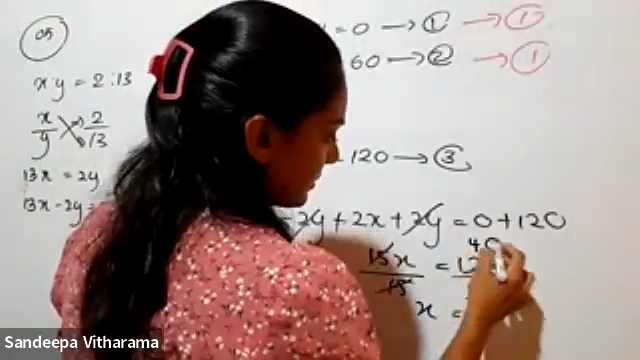 05
= 0 → ① → ①
x:y = 2:13
60 → ② → ①
x/y 2/13
120 → ③
13x = 2y
13x - 2y
- 2y + 2x + 2y = 0 + 120
40
15x/15 = 12
x =
Sandeepa Vitharama